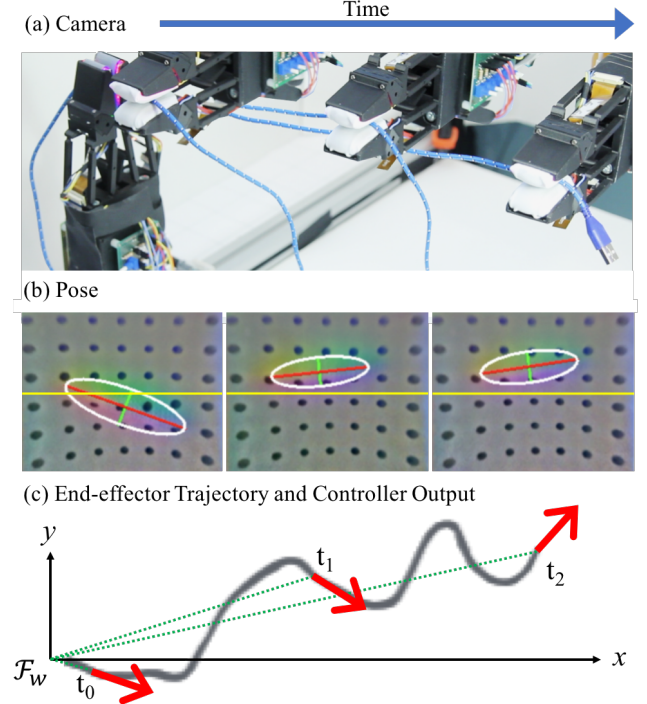 (a) Camera
Time
(b) Pose
(c) End-effector Trajectory and Controller Output
y
t1
t2
ℱw
x
t0